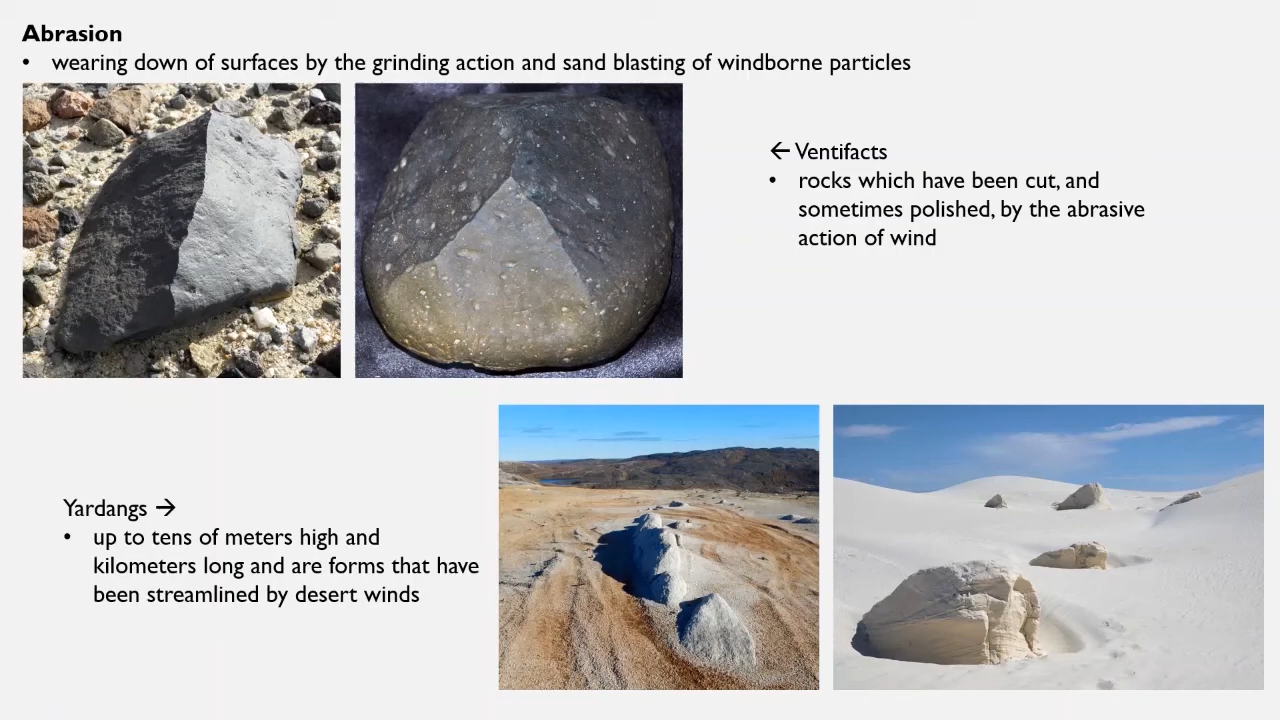 Abrasion
• wearing down of surfaces by the grinding action and sand blasting of windborne particles
← Ventifacts
• rocks which have been cut, and
sometimes polished, by the abrasive
action of wind
Yardangs →
• up to tens of meters high and
kilometers long and are forms that have
been streamlined by desert winds